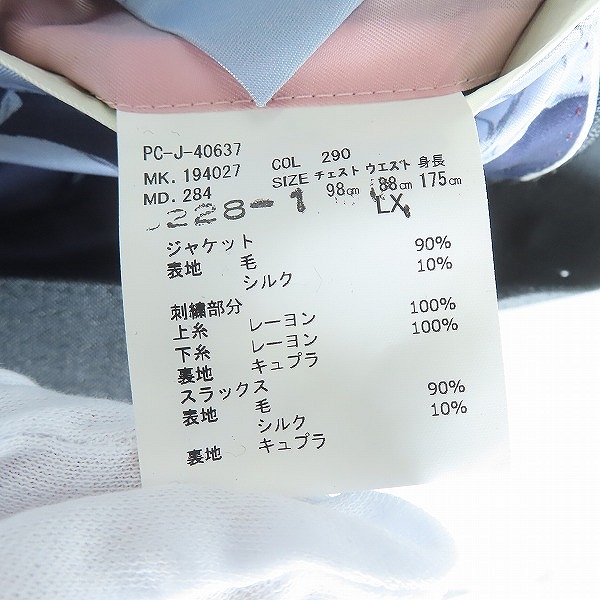 PC-J-40637
MK. 194027 COL 290
MD. 284 SIZE チェスト ウエスト 身長
98cm 88cm 175cm
228-1 LX
ジャケット
表地 毛 90%
シルク 10%
刺繍部分
上糸 レーヨン 100%
下糸 レーヨン 100%
裏地 キュプラ
スラックス
表地 毛 90%
シルク 10%
裏地 キュプラ